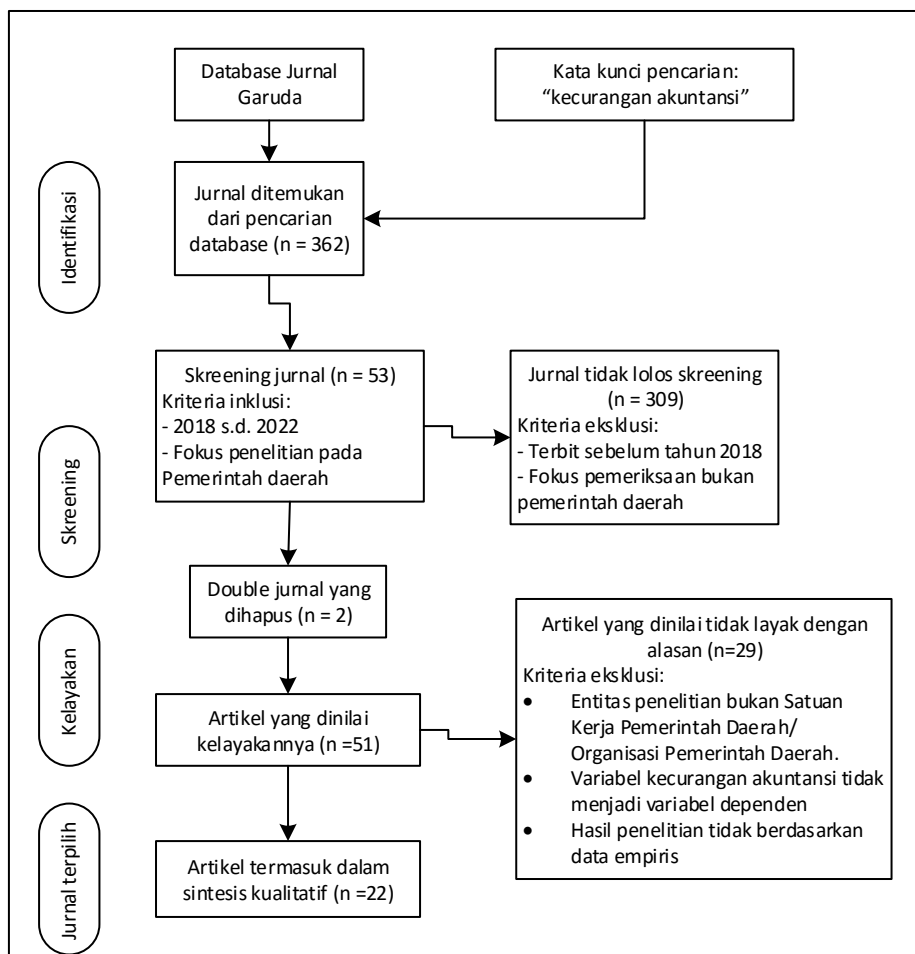 Database Jurnal
Garuda
Kata kunci pencarian:
“kecurangan akuntansi”
Identifikasi
Jurnal ditemukan
dari pencarian
database (n = 362)
Skreening
Skreening jurnal (n = 53)
Kriteria inklusi:
- 2018 s.d. 2022
- Fokus penelitian pada
Pemerintah daerah
Jurnal tidak lolos skreening
(n = 309)
Kriteria eksklusi:
- Terbit sebelum tahun 2018
- Fokus pemeriksaan bukan
pemerintah daerah
Double jurnal yang
dihapus (n = 2)
Kelayakan
Artikel yang dinilai
kelayakannya (n =51)
Artikel yang dinilai tidak layak dengan
alasan (n=29)
Kriteria eksklusi:
• Entitas penelitian bukan Satuan
Kerja Pemerintah Daerah/
Organisasi Pemerintah Daerah.
• Variabel kecurangan akuntansi tidak
menjadi variabel dependen
• Hasil penelitian tidak berdasarkan
data empiris
Jurnal terpilih
Artikel termasuk dalam
sintesis kualitatif (n =22)